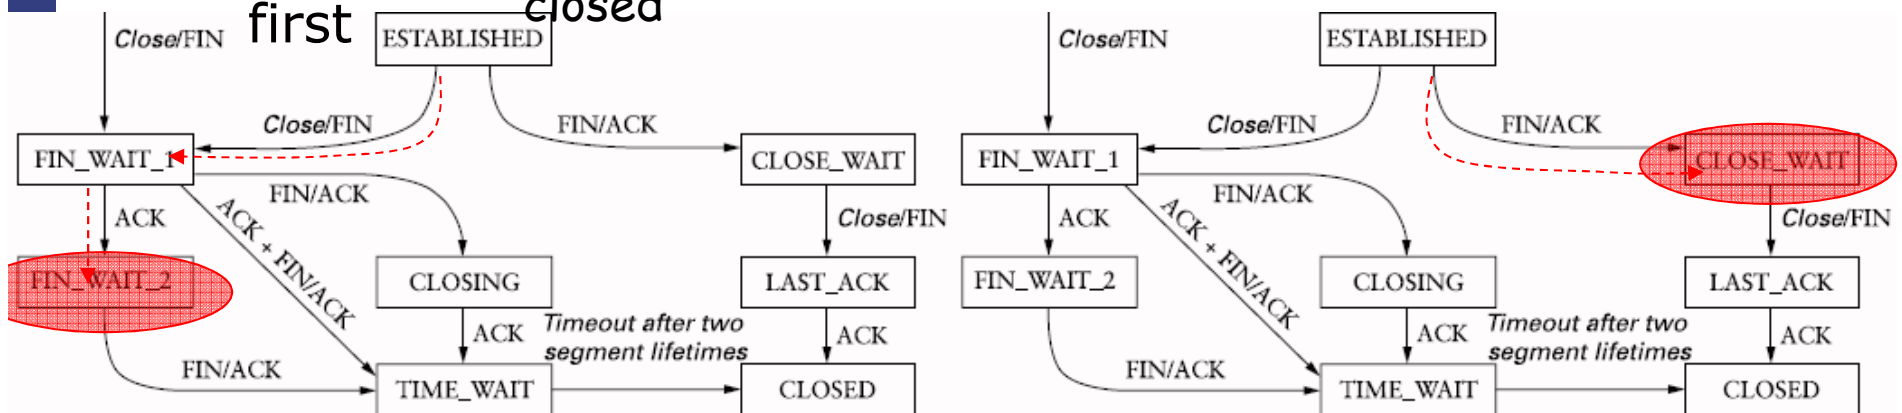 first
closed
Close/FIN
ESTABLISHED
Close/FIN
FIN/ACK
FIN_WAIT_1
CLOSE_WAIT
FIN/ACK
ACK
ACK + FIN/ACK
Close/FIN
FIN_WAIT_2
CLOSING
LAST_ACK
ACK
Timeout after two
segment lifetimes
ACK
FIN/ACK
TIME_WAIT
CLOSED
Close/FIN
ESTABLISHED
Close/FIN
FIN/ACK
FIN_WAIT_1
CLOSE_WAIT
FIN/ACK
ACK
ACK + FIN/ACK
Close/FIN
FIN_WAIT_2
CLOSING
LAST_ACK
ACK
Timeout after two
segment lifetimes
ACK
FIN/ACK
TIME_WAIT
CLOSED